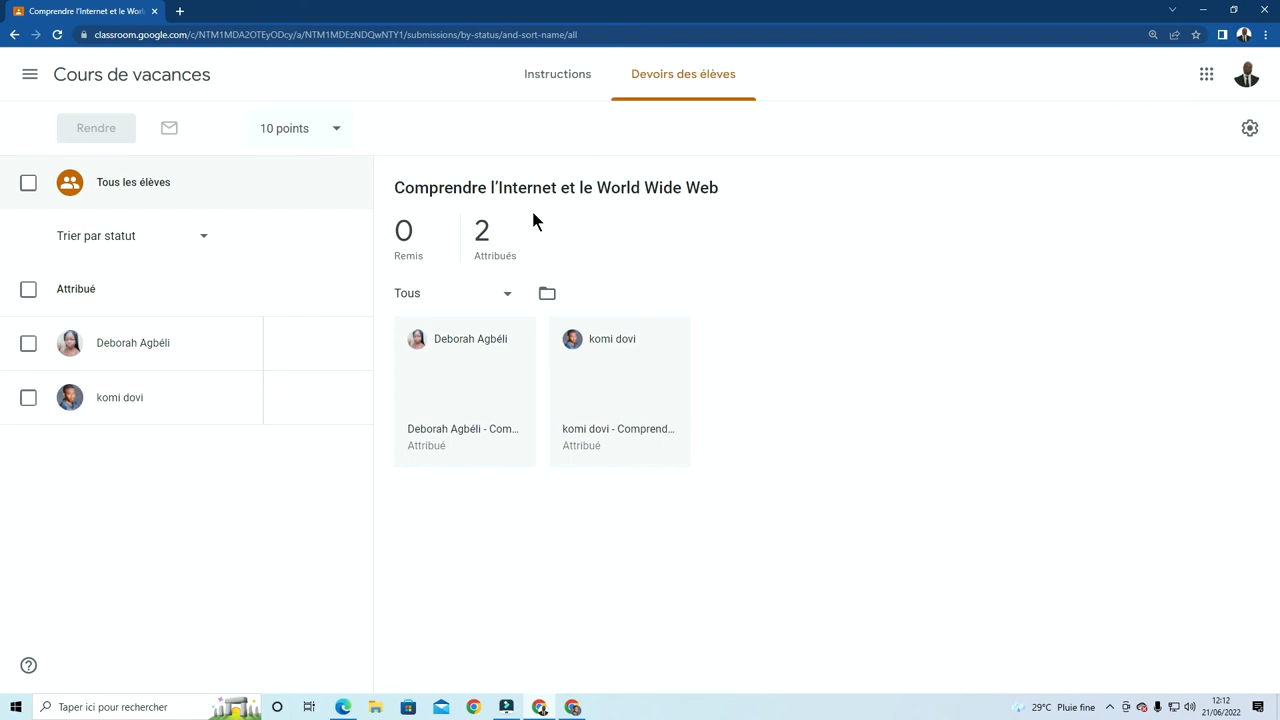 Comprendre l'Internet et le Worl
classroom.google.com/c/NTM1MDA2OTEyODcy/a/NTM1MDEzNDQwNTY1/submissions/by-status/and-sort-name/all
Cours de vacances
Instructions
Devoirs des élèves
Rendre
10 points
Tous les élèves
Trier par statut
Attribué
Deborah Agbéli
komi dovi
Comprendre l'Internet et le World Wide Web
0
2
Remis
Attribués
Tous
Deborah Agbéli
komi dovi
Deborah Agbéli - Com...
komi dovi - Comprend...
Attribué
Attribué
Taper ici pour rechercher
29°C Pluie fine
12:12
21/06/2022